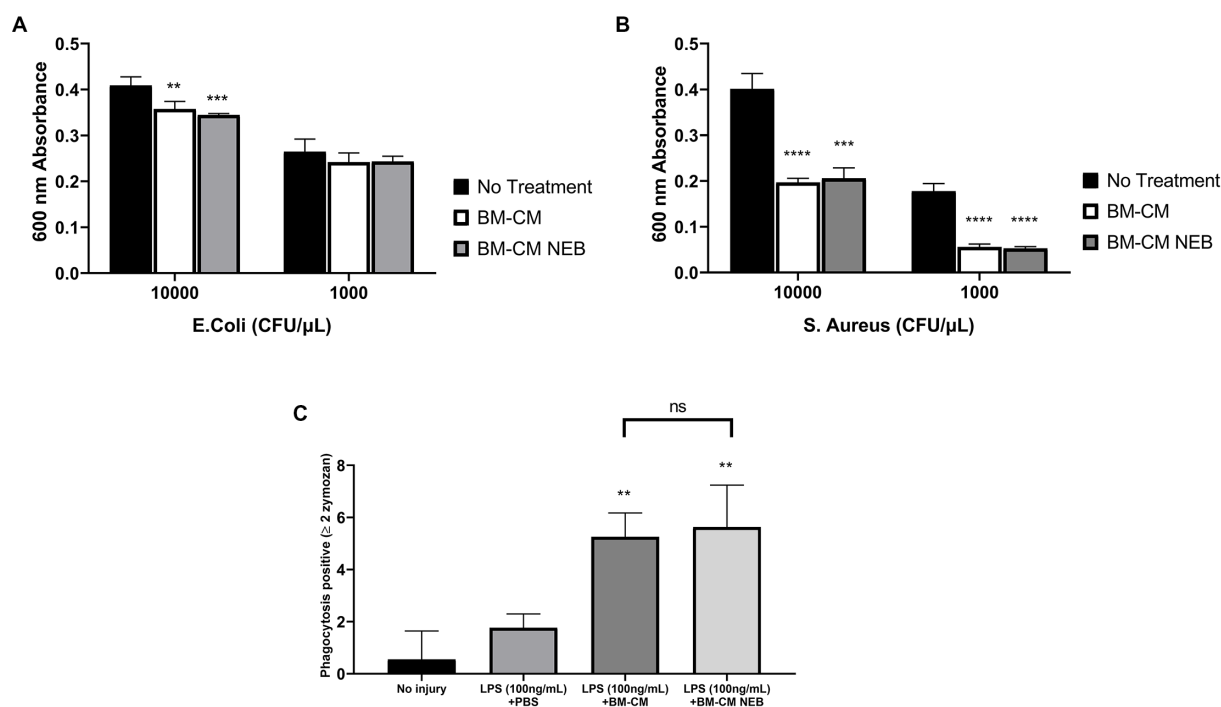 A
0.5
0.4
0.3
0.2
0.1
0.0
600 nm Absorbance
**
***
10000
1000
E.Coli (CFU/µL)
No Treatment
BM-CM
BM-CM NEB
B
0.5
0.4
0.3
0.2
0.1
0.0
600 nm Absorbance
****
***
****
****
10000
1000
S. Aureus (CFU/µL)
No Treatment
BM-CM
BM-CM NEB
C
ns
8
6
4
2
0
Phagocytosis positive (≥ 2 zymozan)
**
**
No injury
LPS (100ng/mL)
+PBS
LPS (100ng/mL)
+BM-CM
LPS (100ng/mL)
+BM-CM NEB